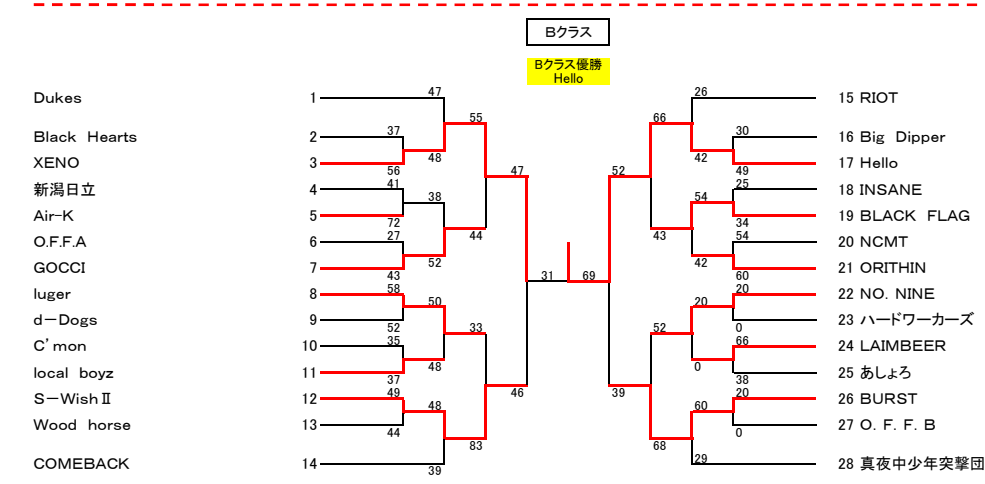 Bクラス
Bクラス優勝
Hello
47
26
Dukes 1
15 RIOT
55
66
Black Hearts 2 37
30 16 Big Dipper
XENO 3 48
42 17 Hello
56 47 52 49
新潟日立 4 41
25 18 INSANE
38 54
Air-K 5
19 BLACK FLAG
72 34
O.F.F.A 6 27 44
43 54 20 NCMT
GOCCI 7 52
42 21 ORITHIN
43 31 69 60
luger 8 58
20 22 NO. NINE
50 20
d-Dogs 9
23 ハードワーカーズ
52 33 52 0
C'mon 10 35
66 24 LAIMBEER
local boyz 11 48
0 25 あしょろ
37 38
S-WishⅡ 12 49 46
39 20 26 BURST
48 60
Wood horse 13
27 O. F. F. B
44 0
83 68
COMEBACK 14 39
29 28 真夜中少年突撃団